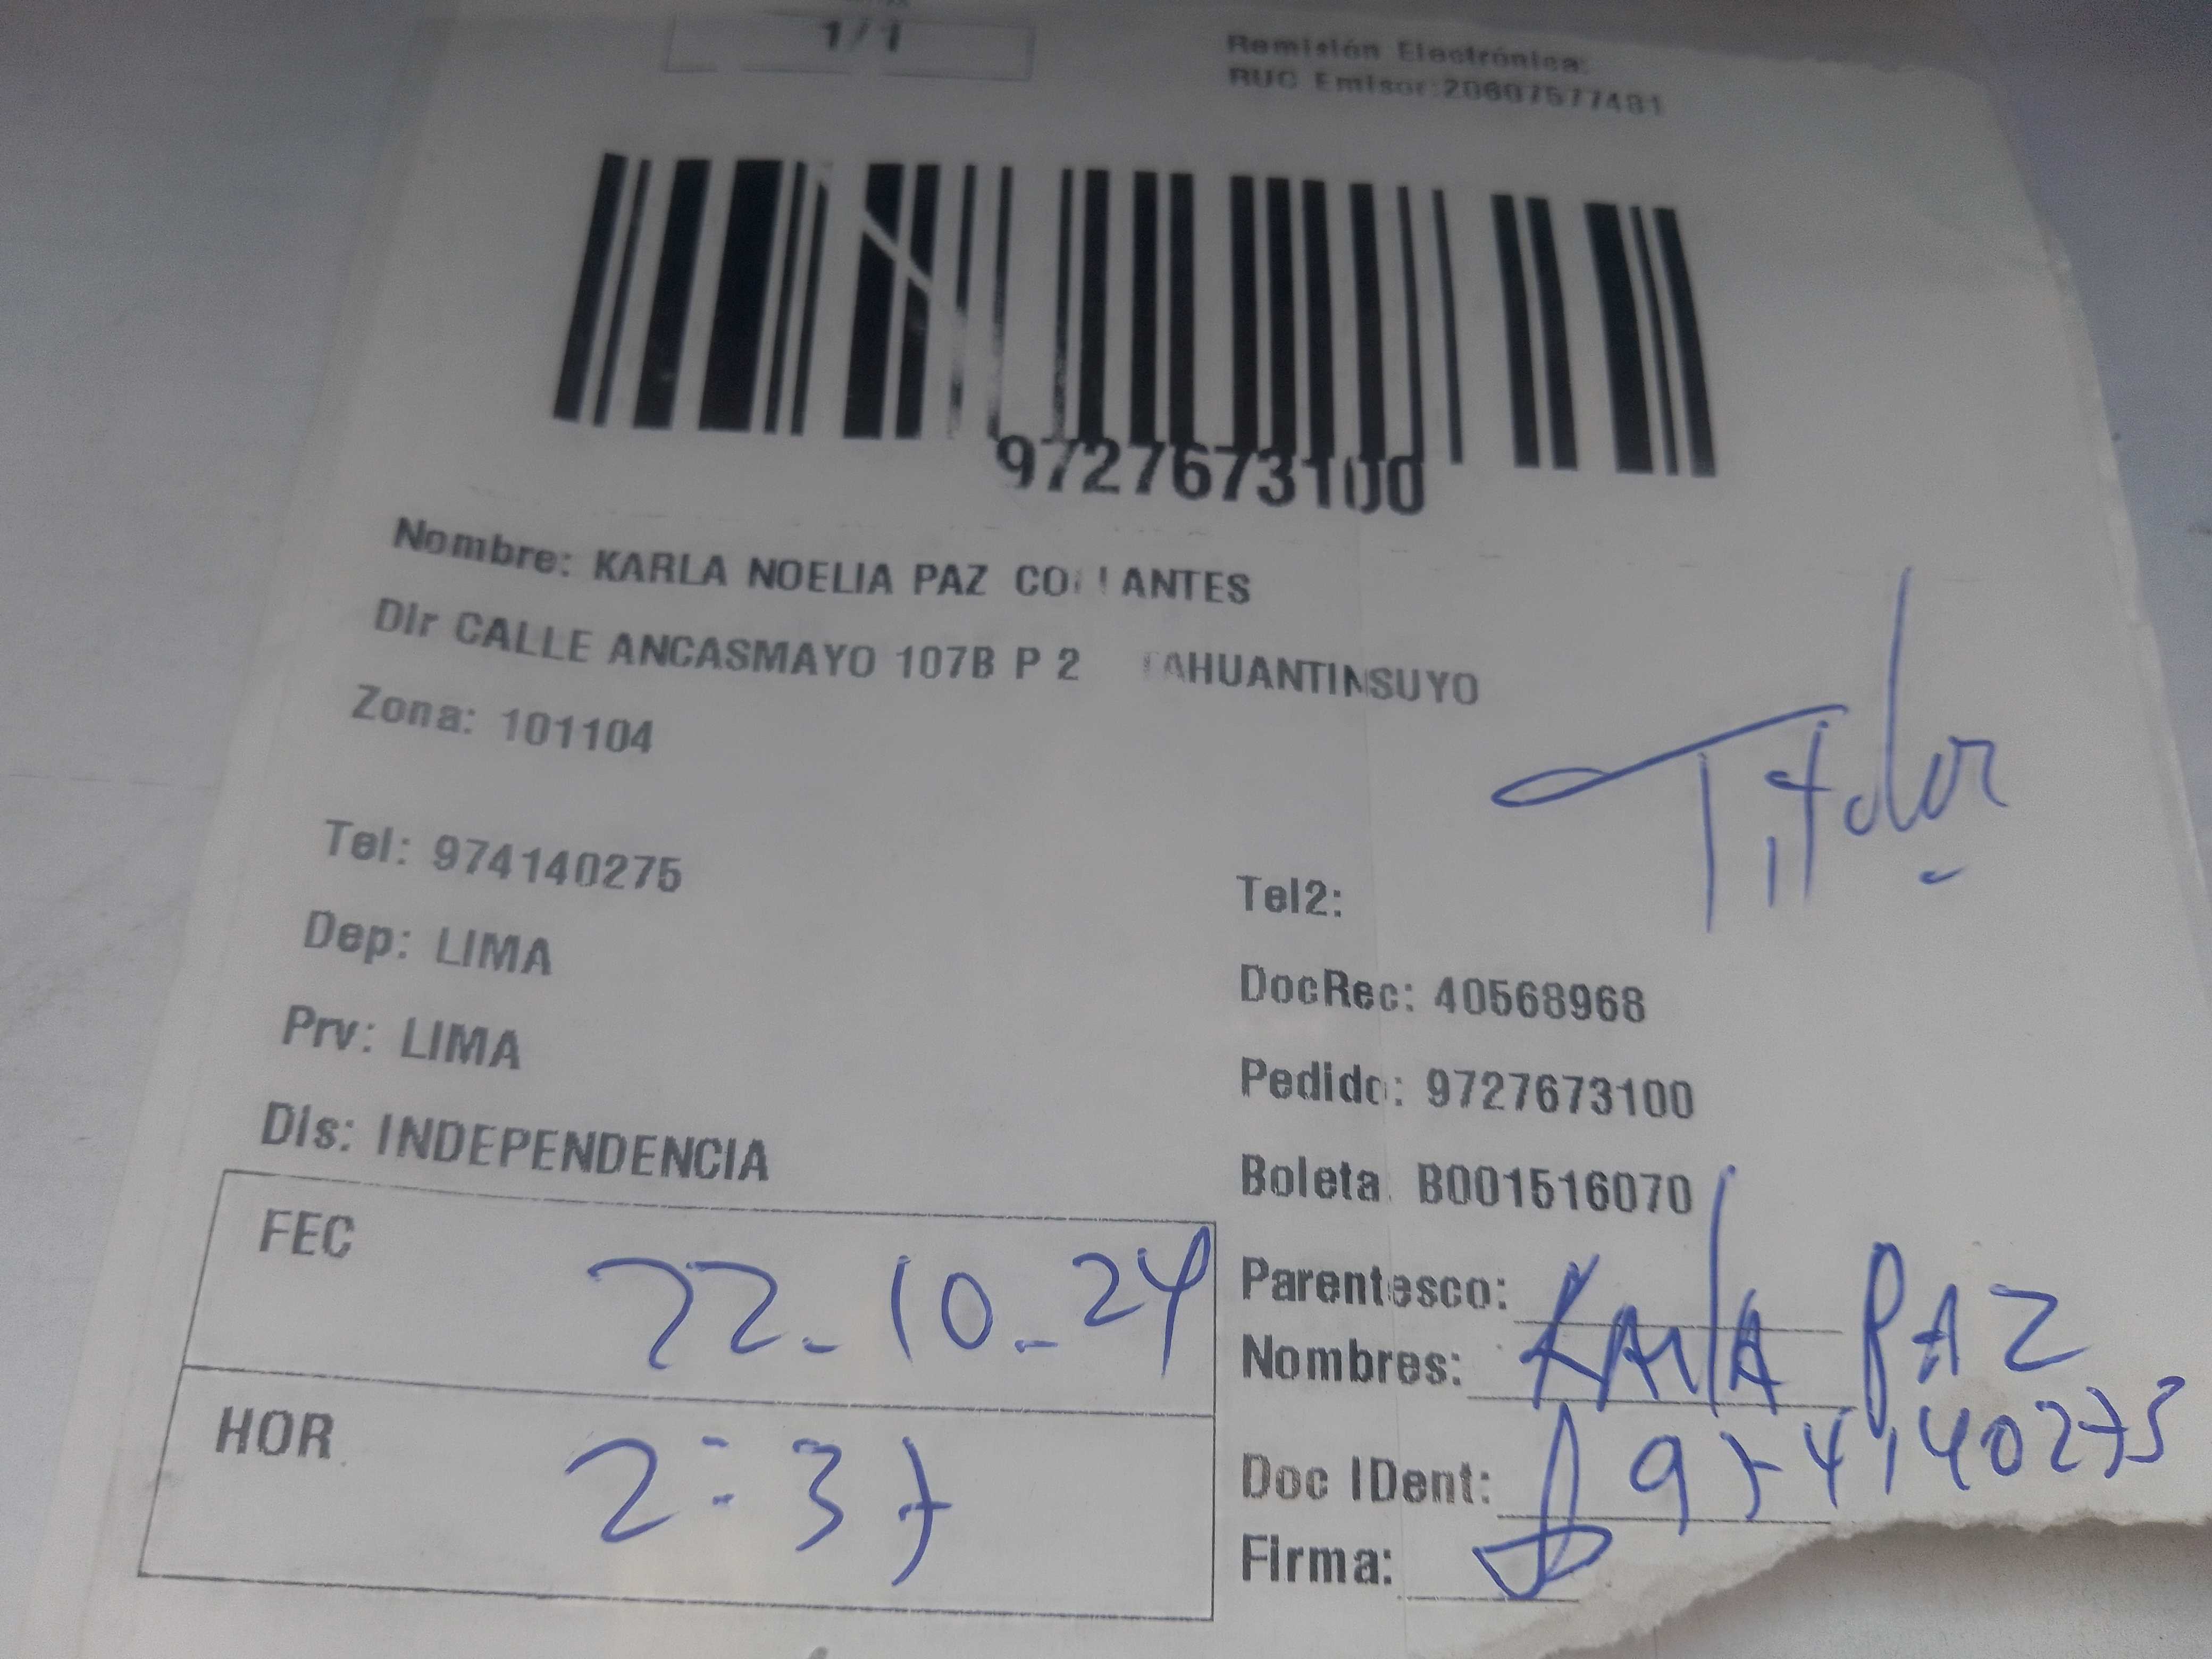 1/1
Remisión Electrónica:
RUC Emisor:20607577481
9727673100
Nombre: KARLA NOELIA PAZ
Dir CALLE ANCASMAYO 107B P 2 TAHUANTINSUYO
Zona: 101104
Titular
Tel: 974140275
Tel2:
Dep: LIMA
DocRec: 40568968
Prv: LIMA
Pedido: 9727673100
Dis: INDEPENDENCIA
Boleta: B001516070
FEC 22-10-24
Parentesco:
Nombres: KARLA PAZ
HOR 2:37
Doc IDent: 974140275
Firma: